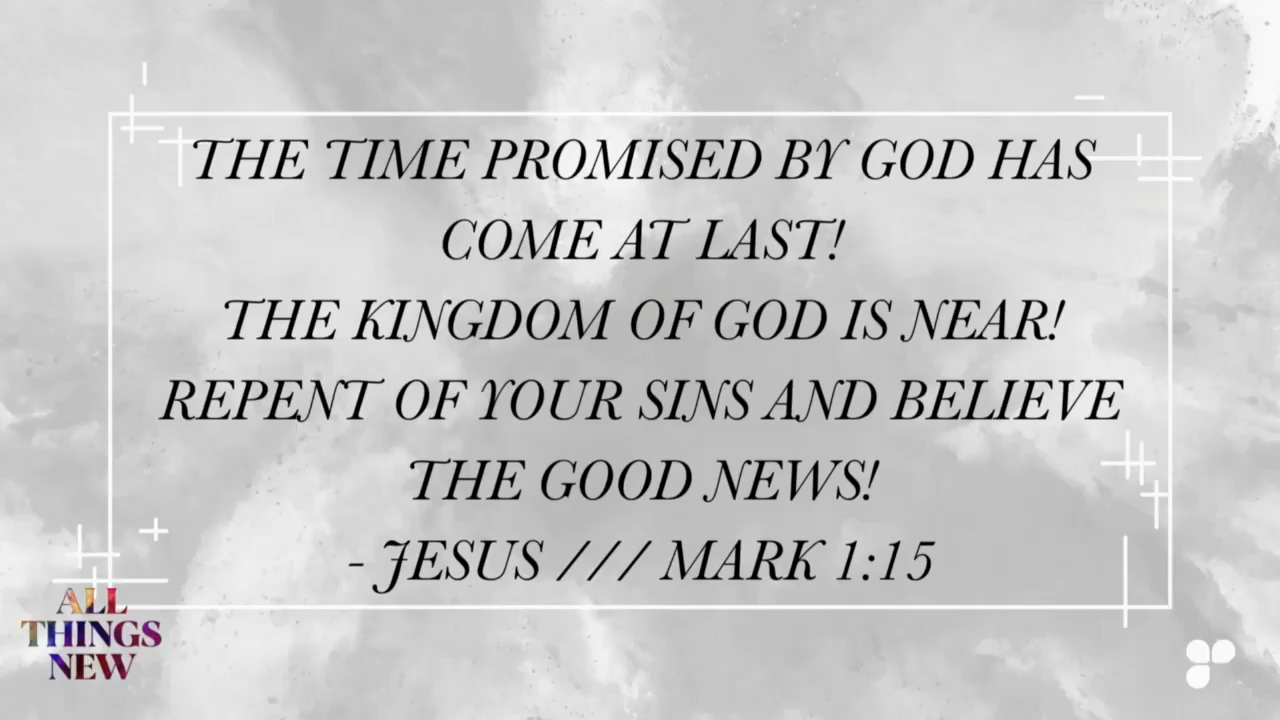 THE TIME PROMISED BY GOD HAS
COME AT LAST!
THE KINGDOM OF GOD IS NEAR!
REPENT OF YOUR SINS AND BELIEVE
THE GOOD NEWS!
- JESUS /// MARK 1:15
ALL
THINGS
NEW